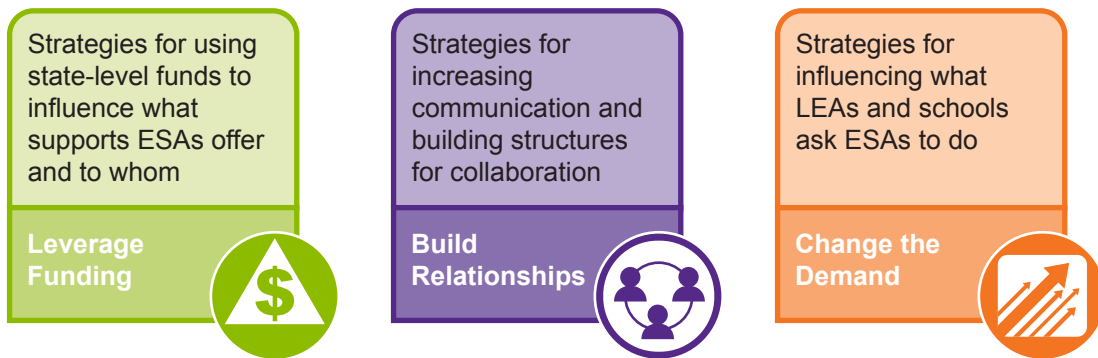 Strategies for using
state-level funds to
influence what
supports ESAs offer
and to whom
Leverage
Funding
$
Strategies for
increasing
communication and
building structures
for collaboration
Build
Relationships
Strategies for
influencing what
LEAs and schools
ask ESAs to do
Change the
Demand